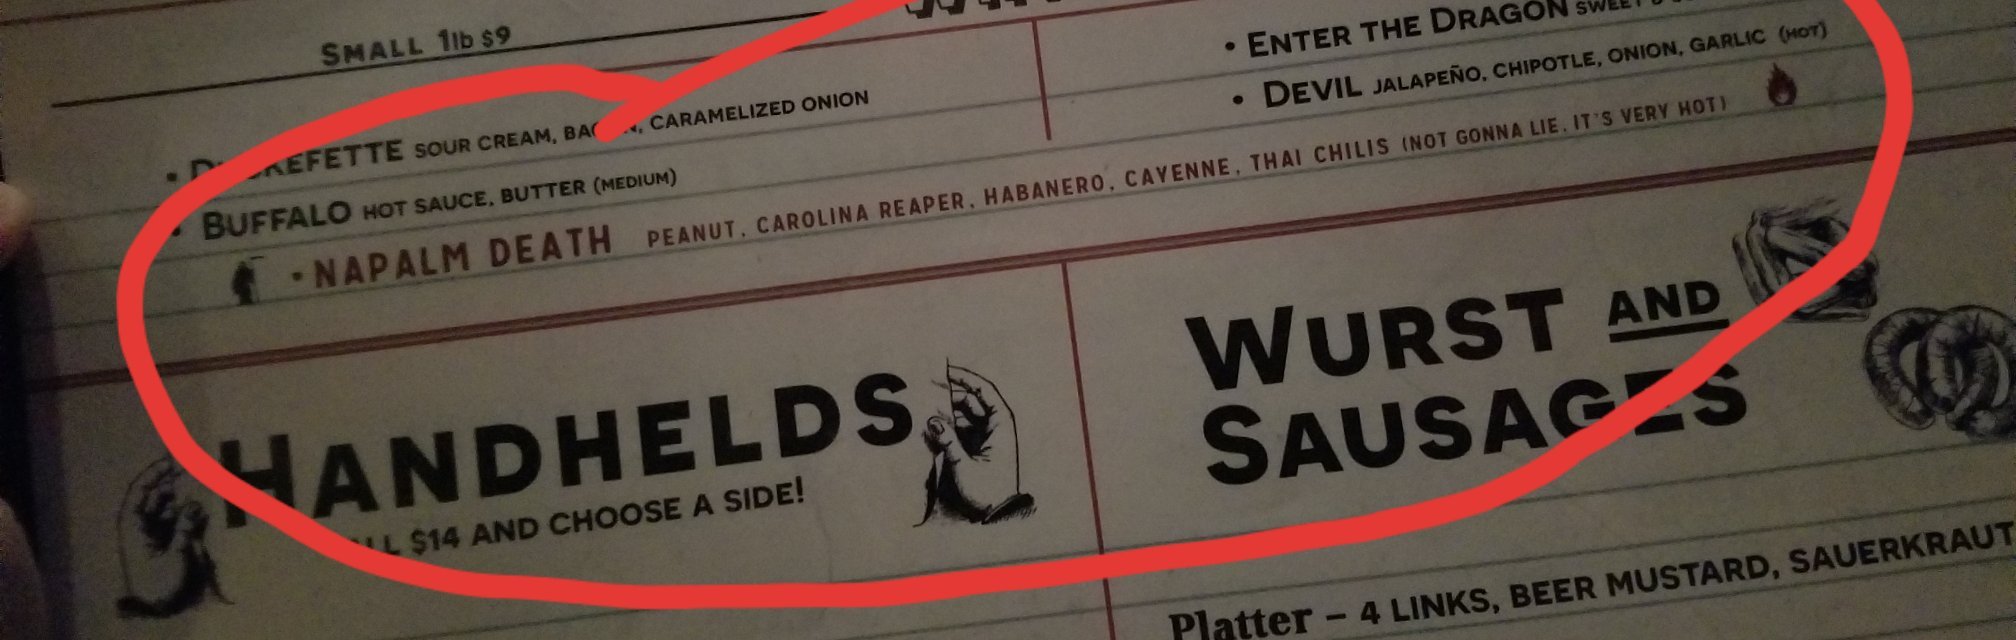 SMALL 1lb $9
• ENTER THE DRAGON
• DEVIL JALAPEÑO, CHIPOTLE, ONION, GARLIC (HOT)
SOUR CREAM, CARAMELIZED ONION
• BUFFALO HOT SAUCE, BUTTER (MEDIUM)
• NAPALM DEATH PEANUT, CAROLINA REAPER, HABANERO, CAYENNE, THAI CHILIS (NOT GONNA LIE, IT'S VERY HOT)
HANDHELDS
$14 AND CHOOSE A SIDE!
WURST AND
SAUSAGES
Platter – 4 LINKS, BEER MUSTARD, SAUERKRAUT